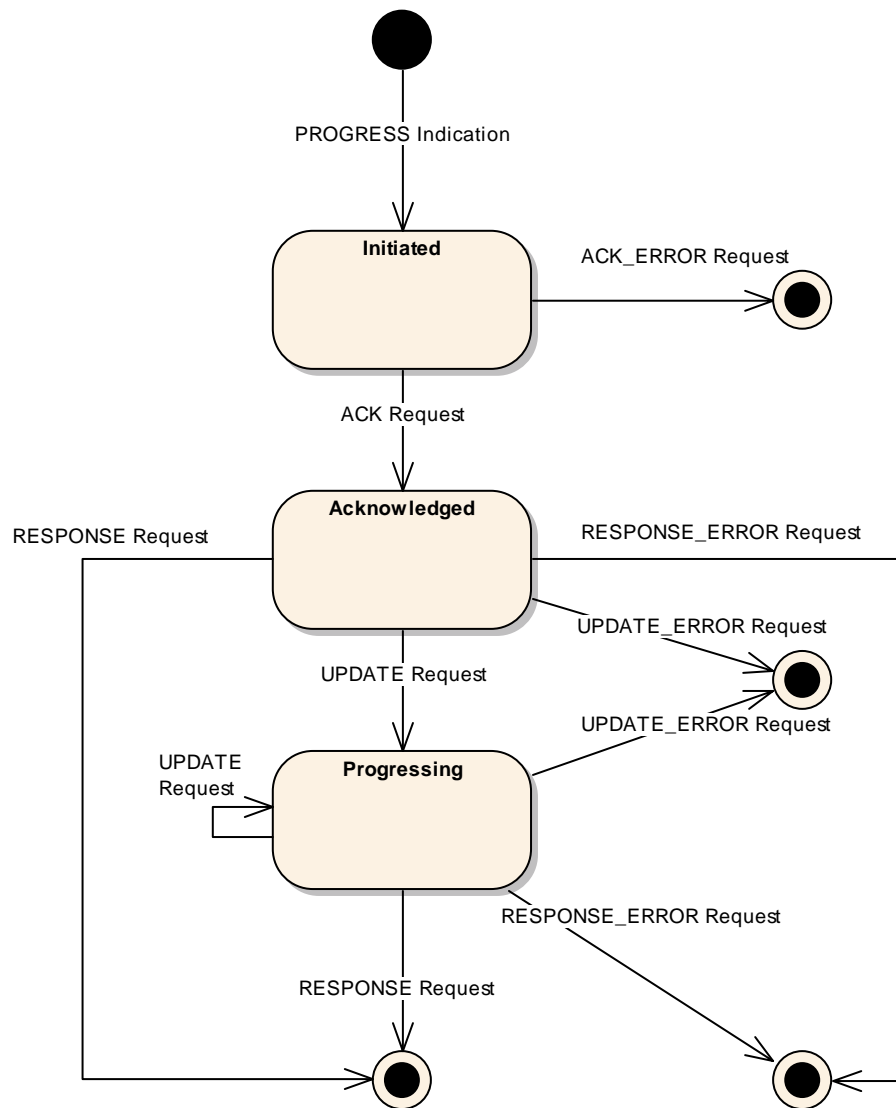 PROGRESS Indication
Initiated
ACK_ERROR Request
ACK Request
Acknowledged
RESPONSE Request
RESPONSE_ERROR Request
UPDATE_ERROR Request
UPDATE Request
UPDATE_ERROR Request
UPDATE
Request
Progressing
RESPONSE_ERROR Request
RESPONSE Request